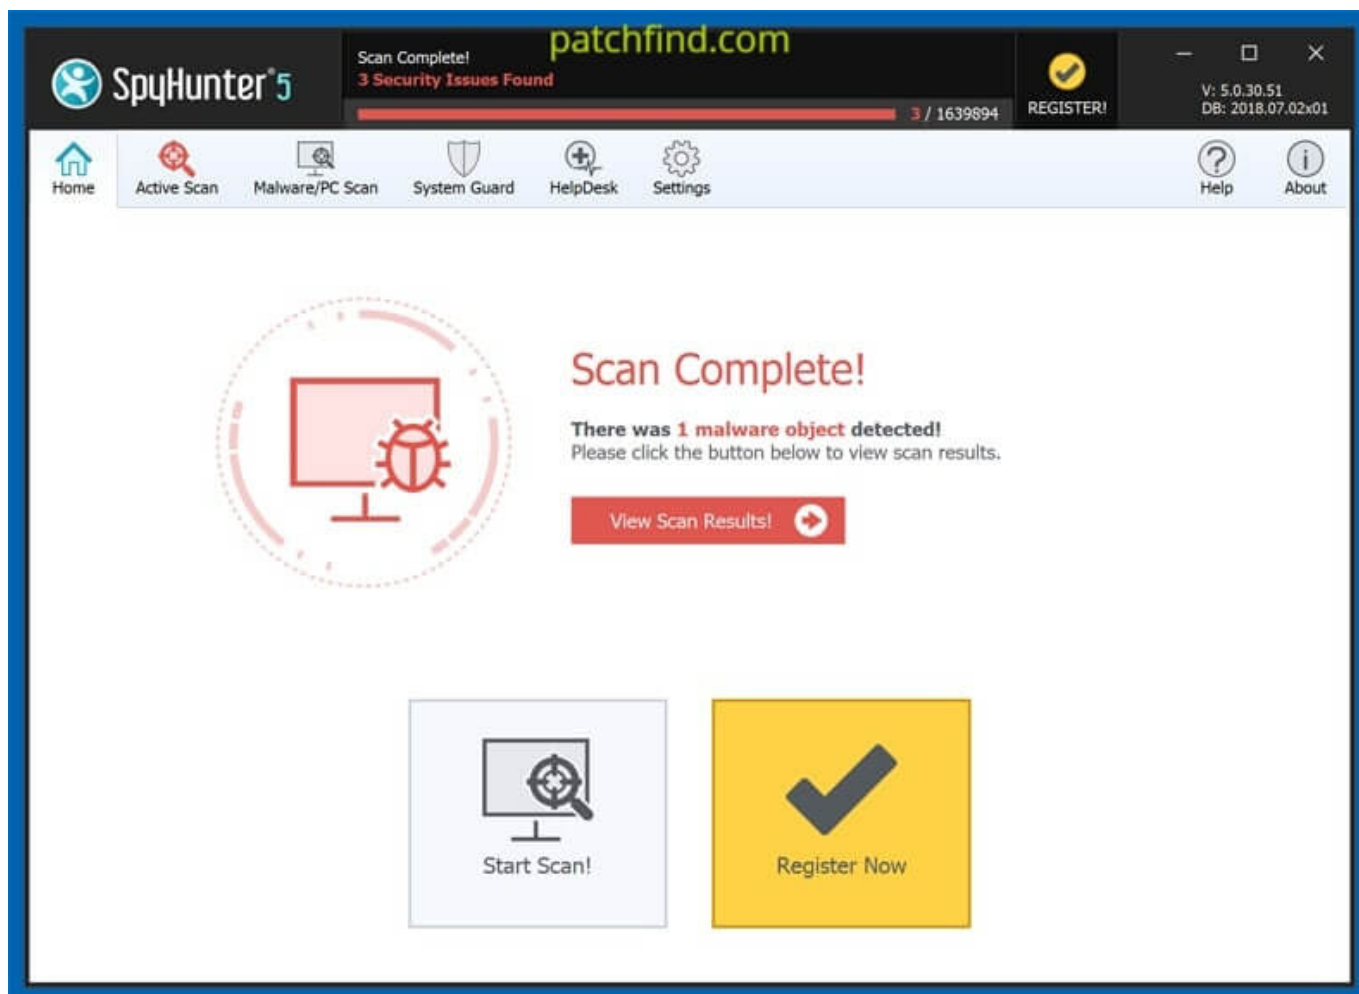 patchfind.com
SpyHunter® 5
Scan Complete!
3 Security Issues Found
3 / 1639894
REGISTER!
V: 5.0.30.51
DB: 2018.07.02x01
Home
Active Scan
Malware/PC Scan
System Guard
HelpDesk
Settings
Help
About
Scan Complete!
There was 1 malware object detected!
Please click the button below to view scan results.
View Scan Results!
Start Scan!
Register Now